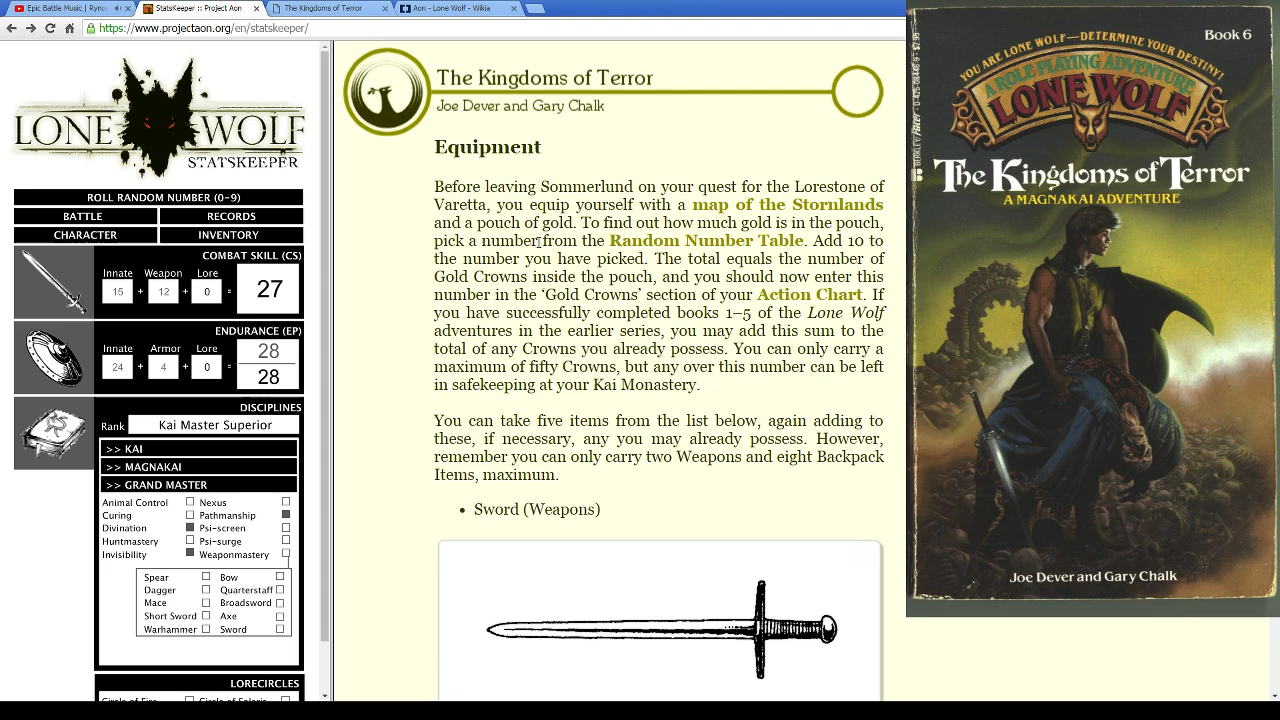 Epic Battle Music | Rync
StatsKeeper :: Project Aon
The Kingdoms of Terror
Aon - Lone Wolf - Wikia
https://www.projectaon.org/en/statskeeper/
LONE WOLF
STATSKEEPER
ROLL RANDOM NUMBER (0-9)
BATTLE RECORDS
CHARACTER INVENTORY
COMBAT SKILL (CS)
Innate Weapon Lore
15 + 12 + 0 = 27
ENDURANCE (EP)
Innate Armor Lore
28
24 + 4 + 0 =
28
DISCIPLINES
Rank Kai Master Superior
>> KAI
>> MAGNAKAI
>> GRAND MASTER
Animal Control Nexus
Curing Pathmanship
Divination Psi-screen
Huntmastery Psi-surge
Invisibility Weaponmastery
Spear Bow
Dagger Quarterstaff
Mace Broadsword
Short Sword Axe
Warhammer Sword
LORECIRCLES
Circle of Fire Circle of Solaris
The Kingdoms of Terror
Joe Dever and Gary Chalk
Equipment
Before leaving Sommerlund on your quest for the Lorestone of
Varetta, you equip yourself with a map of the Stornlands
and a pouch of gold. To find out how much gold is in the pouch,
pick a number from the Random Number Table. Add 10 to
the number you have picked. The total equals the number of
Gold Crowns inside the pouch, and you should now enter this
number in the ‘Gold Crowns’ section of your Action Chart. If
you have successfully completed books 1–5 of the Lone Wolf
adventures in the earlier series, you may add this sum to the
total of any Crowns you already possess. You can only carry a
maximum of fifty Crowns, but any over this number can be left
in safekeeping at your Kai Monastery.
You can take five items from the list below, again adding to
these, if necessary, any you may already possess. However,
remember you can only carry two Weapons and eight Backpack
Items, maximum.
• Sword (Weapons)
Book 6
YOU ARE LONE WOLF—DETERMINE YOUR DESTINY!
A ROLE PLAYING ADVENTURE
LONE WOLF
The Kingdoms of Terror
A MAGNAKAI ADVENTURE
Joe Dever and Gary Chalk